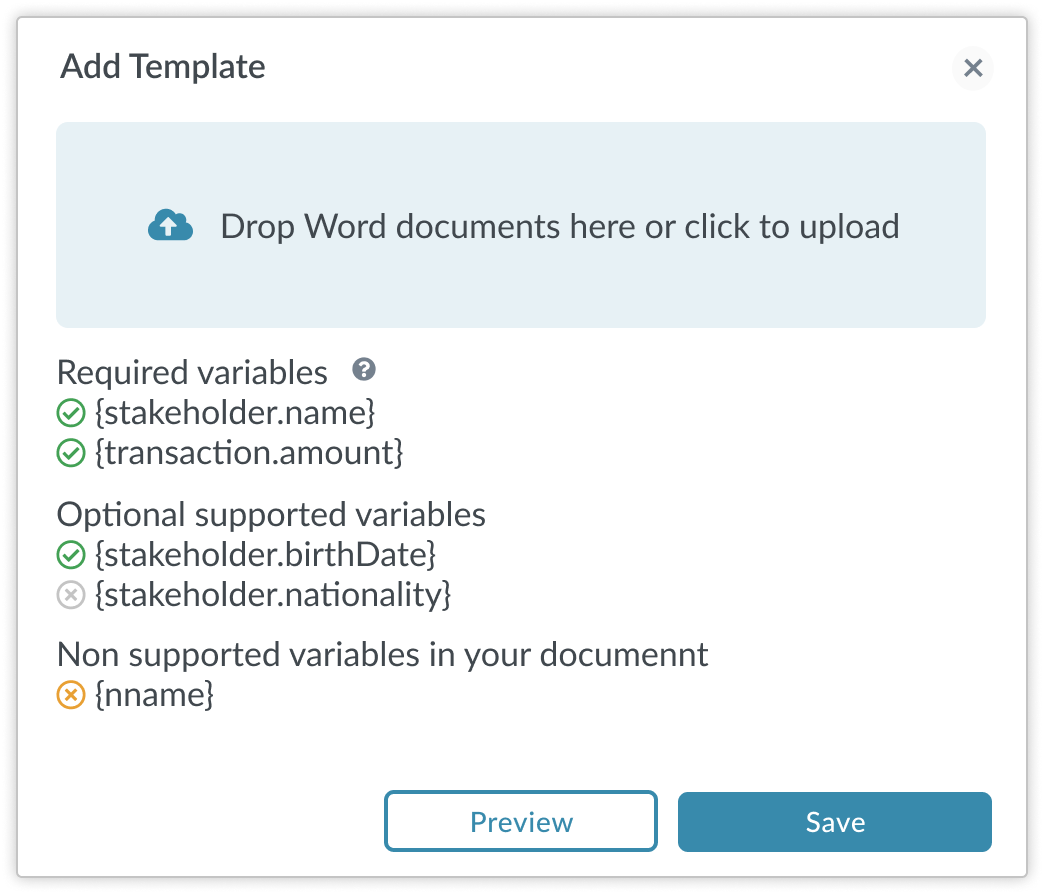 Add Template
Drop Word documents here or click to upload
Required variables
{stakeholder.name}
{transaction.amount}
Optional supported variables
{stakeholder.birthDate}
{stakeholder.nationality}
Non supported variables in your documennt
{nname}
Preview
Save